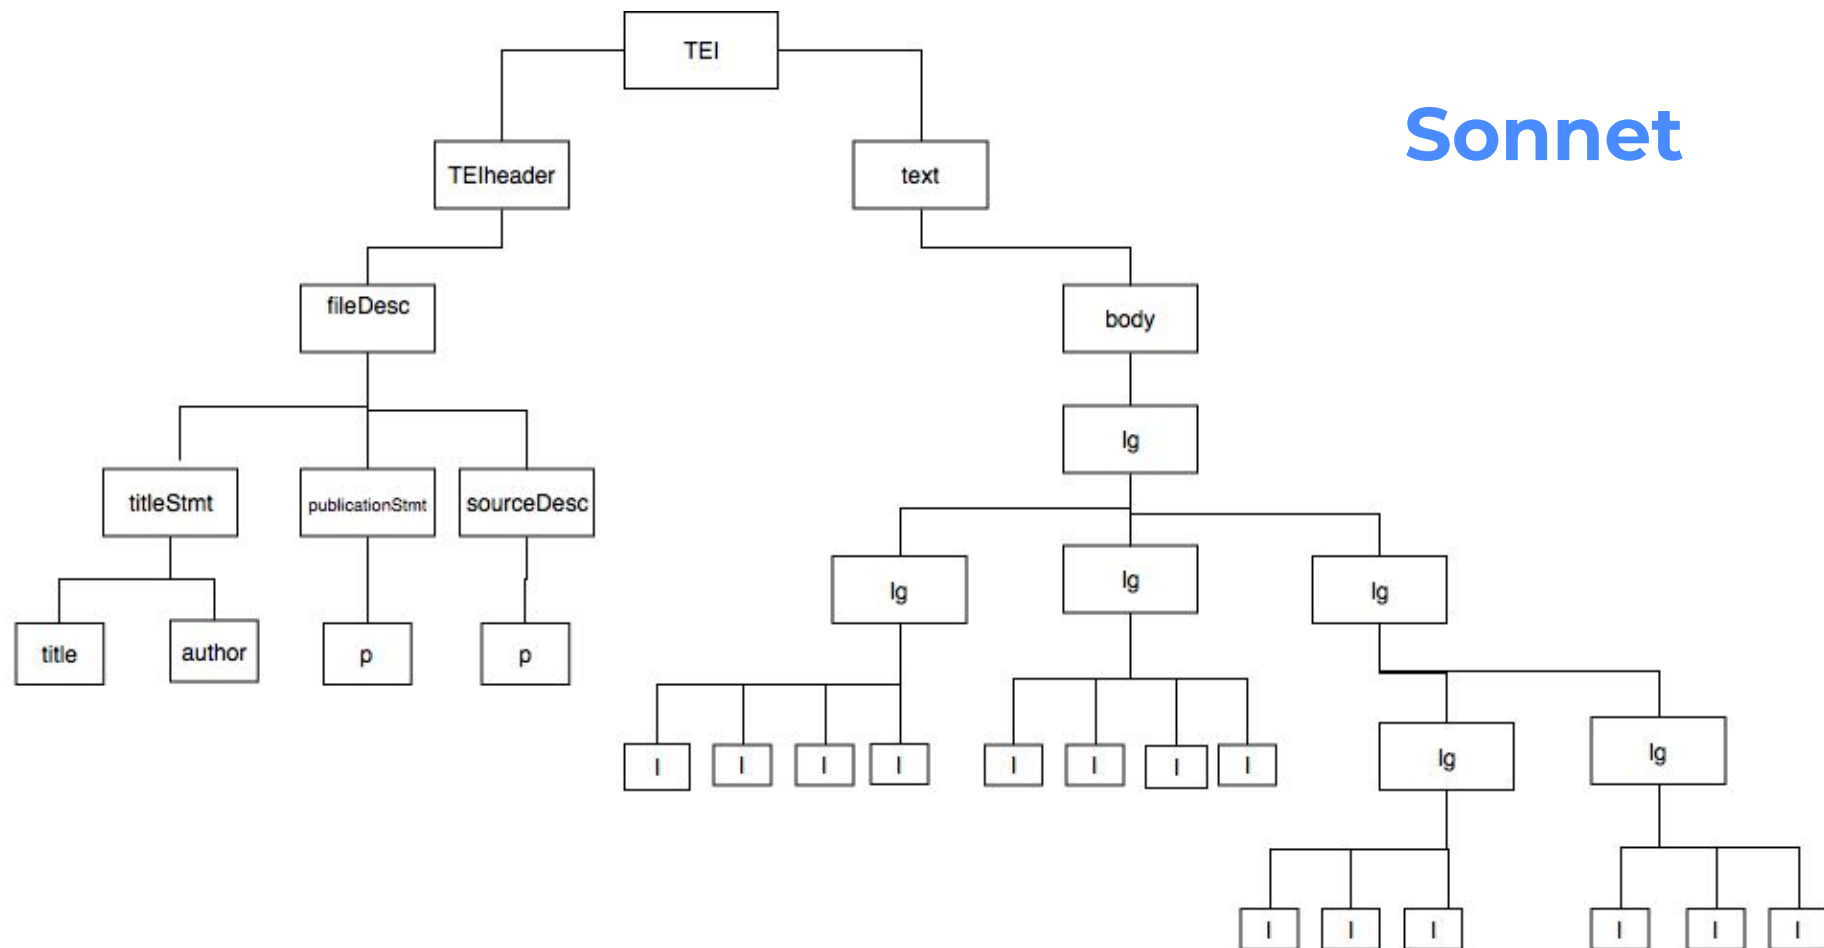 TEI
Sonnet
TEIheader
text
fileDesc
body
lg
titleStmt
publicationStmt
sourceDesc
lg
lg
lg
title
author
p
p
lg
lg
l
l
l
l
l
l
l
l
l
l
l
l
l
l